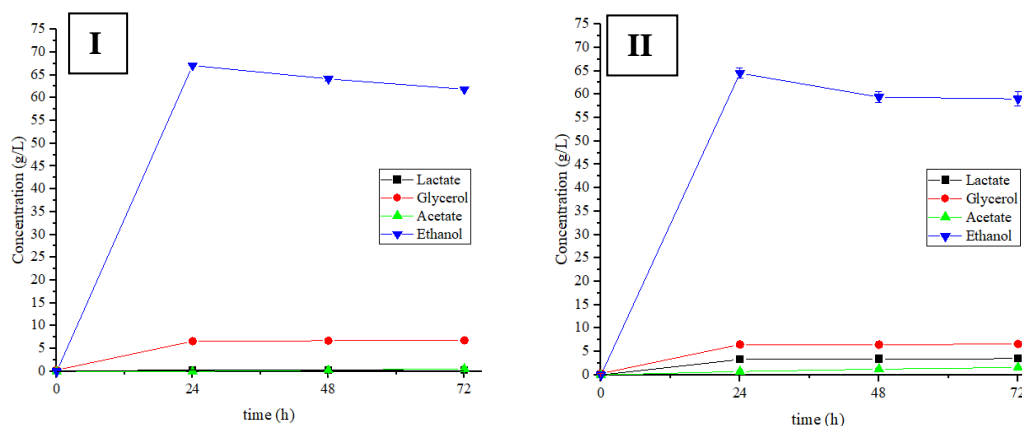 I
75
70
65
60
55
50
45
40
35
30
25
20
15
10
5
0
Concentration (g/L)
Lactate
Glycerol
Acetate
Ethanol
0 24 48 72
time (h)
II
75
70
65
60
55
50
45
40
35
30
25
20
15
10
5
0
Concentration (g/L)
Lactate
Glycerol
Acetate
Ethanol
0 24 48 72
time (h)